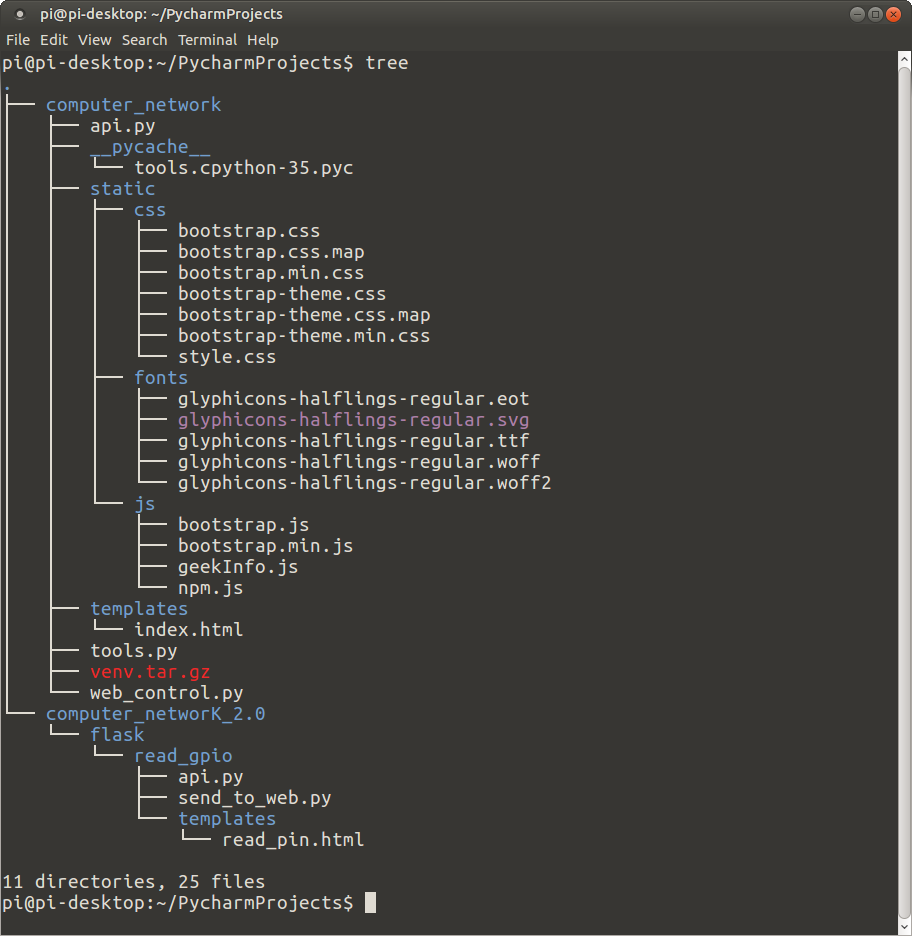 pi@pi-desktop: ~/PycharmProjects
File Edit View Search Terminal Help
pi@pi-desktop:~/PycharmProjects$ tree
.
├── computer_network
│   ├── api.py
│   ├── __pycache__
│   │   └── tools.cpython-35.pyc
│   ├── static
│   │   ├── css
│   │   │   ├── bootstrap.css
│   │   │   ├── bootstrap.css.map
│   │   │   ├── bootstrap.min.css
│   │   │   ├── bootstrap-theme.css
│   │   │   ├── bootstrap-theme.css.map
│   │   │   ├── bootstrap-theme.min.css
│   │   │   └── style.css
│   │   ├── fonts
│   │   │   ├── glyphicons-halflings-regular.eot
│   │   │   ├── glyphicons-halflings-regular.svg
│   │   │   ├── glyphicons-halflings-regular.ttf
│   │   │   ├── glyphicons-halflings-regular.woff
│   │   │   └── glyphicons-halflings-regular.woff2
│   │   └── js
│   │       ├── bootstrap.js
│   │       ├── bootstrap.min.js
│   │       ├── geekInfo.js
│   │       └── npm.js
│   ├── templates
│   │   └── index.html
│   ├── tools.py
│   ├── venv.tar.gz
│   └── web_control.py
└── computer_networK_2.0
    └── flask
        └── read_gpio
            ├── api.py
            ├── send_to_web.py
            └── templates
                └── read_pin.html

11 directories, 25 files
pi@pi-desktop:~/PycharmProjects$